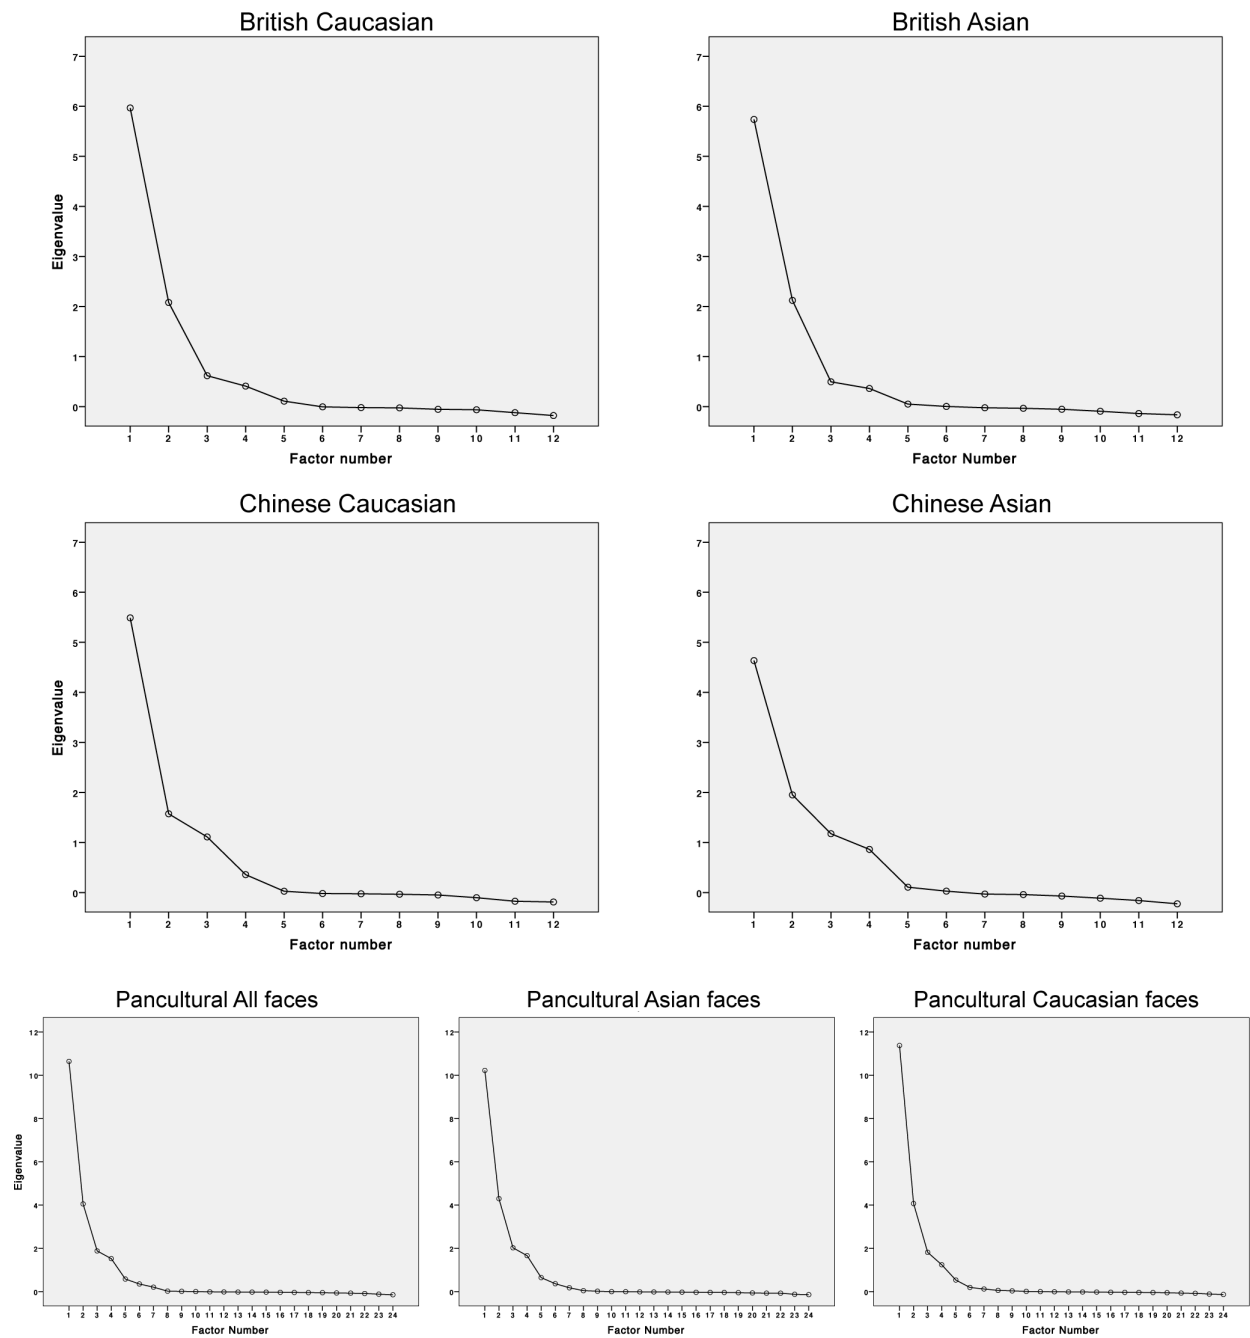 British Caucasian
7
6
5
4
3
2
1
0
Eigenvalue
1 2 3 4 5 6 7 8 9 10 11 12
Factor number
British Asian
7
6
5
4
3
2
1
0
1 2 3 4 5 6 7 8 9 10 11 12
Factor Number
Chinese Caucasian
7
6
5
4
3
2
1
0
Eigenvalue
1 2 3 4 5 6 7 8 9 10 11 12
Factor number
Chinese Asian
7
6
5
4
3
2
1
0
1 2 3 4 5 6 7 8 9 10 11 12
Factor number
Pancultural All faces
12
10
8
6
4
2
0
Eigenvalue
1 2 3 4 5 6 7 8 9 10 11 12 13 14 15 16 17 18 19 20 21 22 23 24
Factor Number
Pancultural Asian faces
12
10
8
6
4
2
0
1 2 3 4 5 6 7 8 9 10 11 12 13 14 15 16 17 18 19 20 21 22 23 24
Factor Number
Pancultural Caucasian faces
12
10
8
6
4
2
0
1 2 3 4 5 6 7 8 9 10 11 12 13 14 15 16 17 18 19 20 21 22 23 24
Factor Number